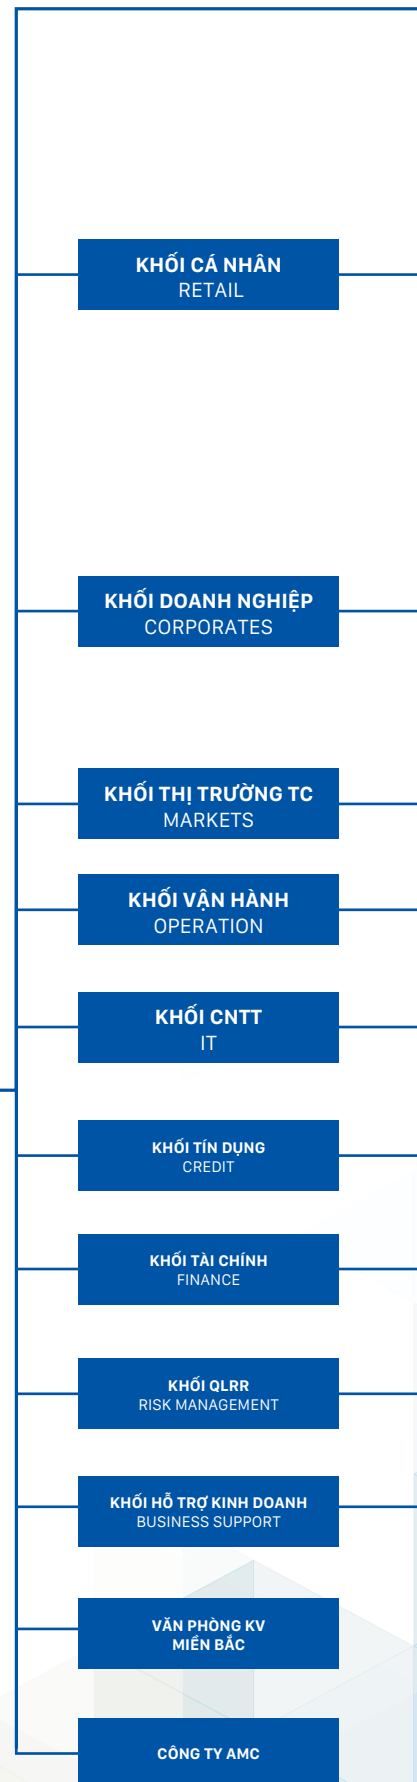 KHỐI CÁ NHÂN
RETAIL
KHỐI DOANH NGHIỆP
CORPORATES
KHỐI THỊ TRƯỜNG TC
MARKETS
KHỐI VẬN HÀNH
OPERATION
KHỐI CNTT
IT
KHỐI TÍN DỤNG
CREDIT
KHỐI TÀI CHÍNH
FINANCE
KHỐI QLRR
RISK MANAGEMENT
KHỐI HỖ TRỢ KINH DOANH
BUSINESS SUPPORT
VĂN PHÒNG KV
MIỀN BẮC
CÔNG TY AMC